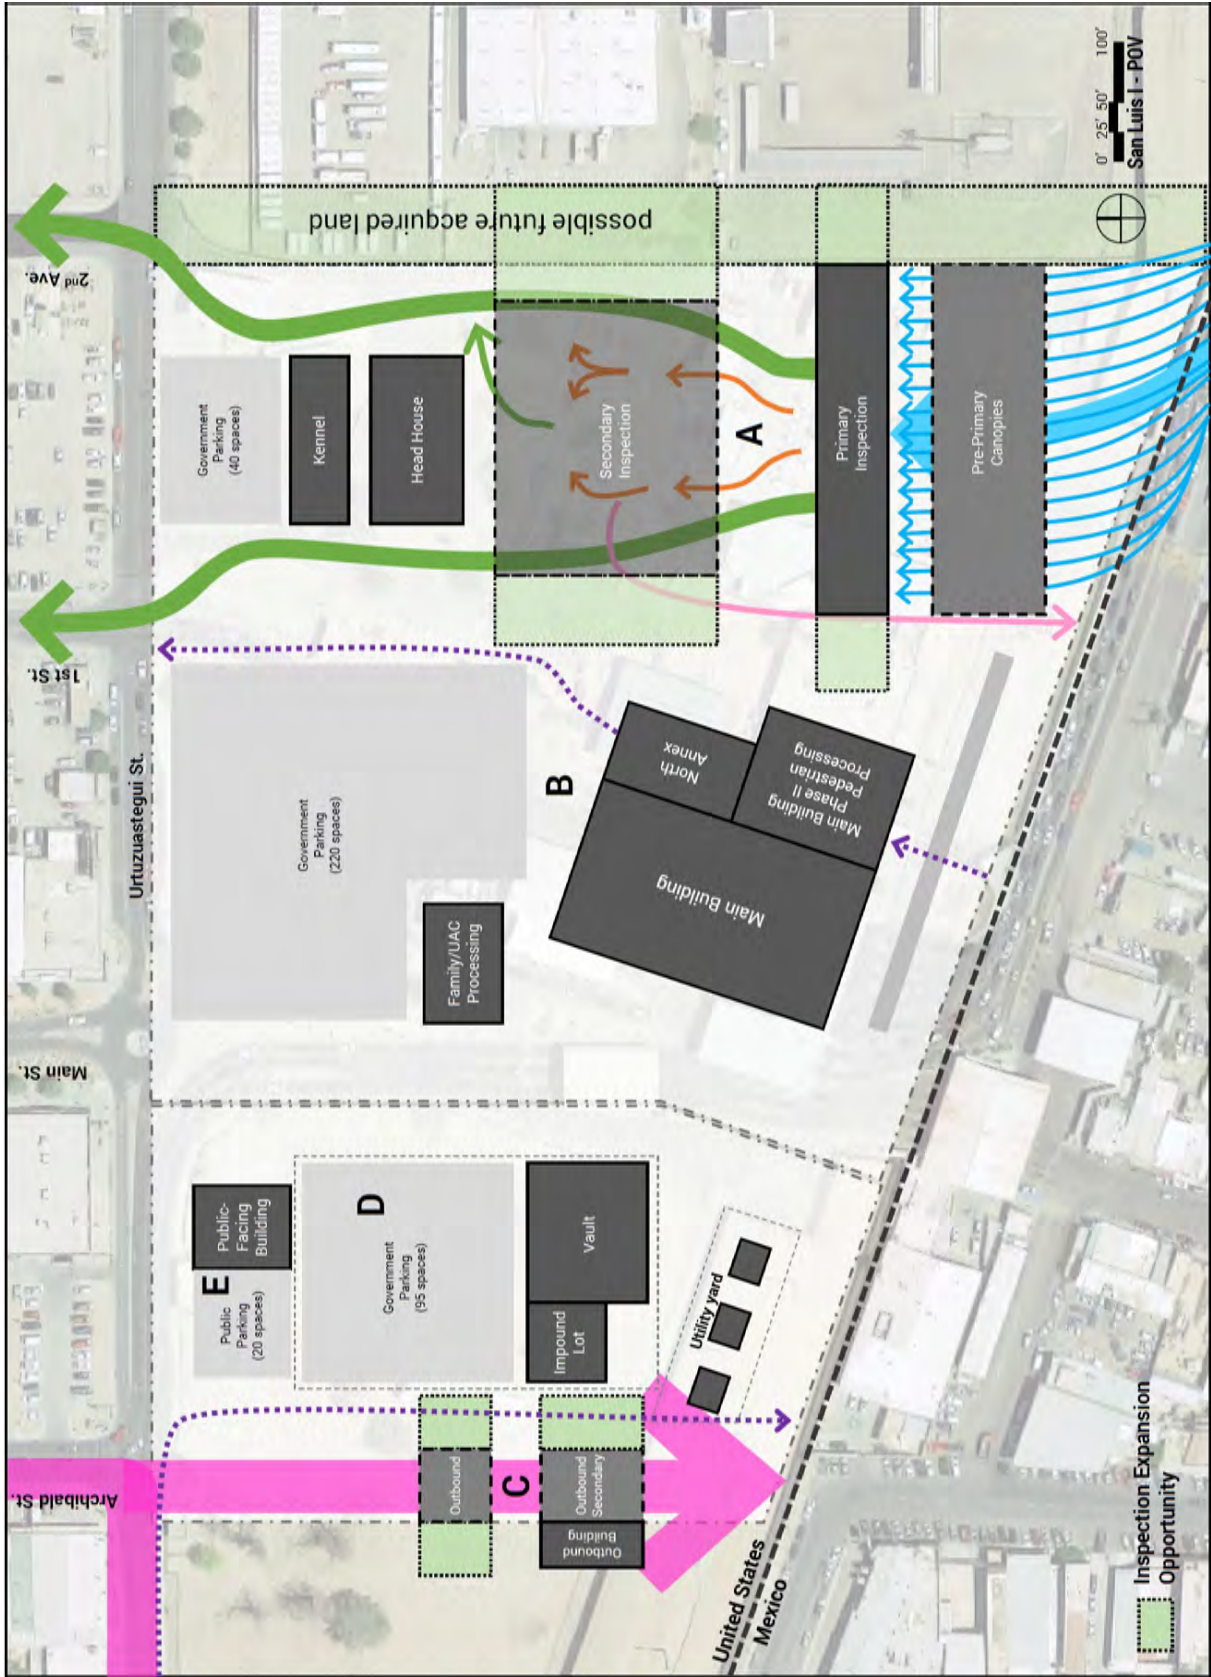 Archibald St.
Main St.
1st St.
2nd Ave.
Urtuzuastegui St.
Public-
Facing
Building
E
Public
Parking
(20 spaces)
D
Government
Parking
(95 spaces)
Vault
Impound
Lot
Utility yard
Outbound
C
Outbound
Secondary
Outbound
Building
Government
Parking
(220 spaces)
Family/UAC
Processing
B
North
Annex
Main Building
Phase II
Pedestrian
Processing
Main Building
Government
Parking
(40 spaces)
Kennel
Head House
Secondary
Inspection
A
Primary
Inspection
Pre-Primary
Canopies
possible future acquired land
United States
Mexico
Inspection Expansion
Opportunity
0' 25' 50' 100'
San Luis I - POV